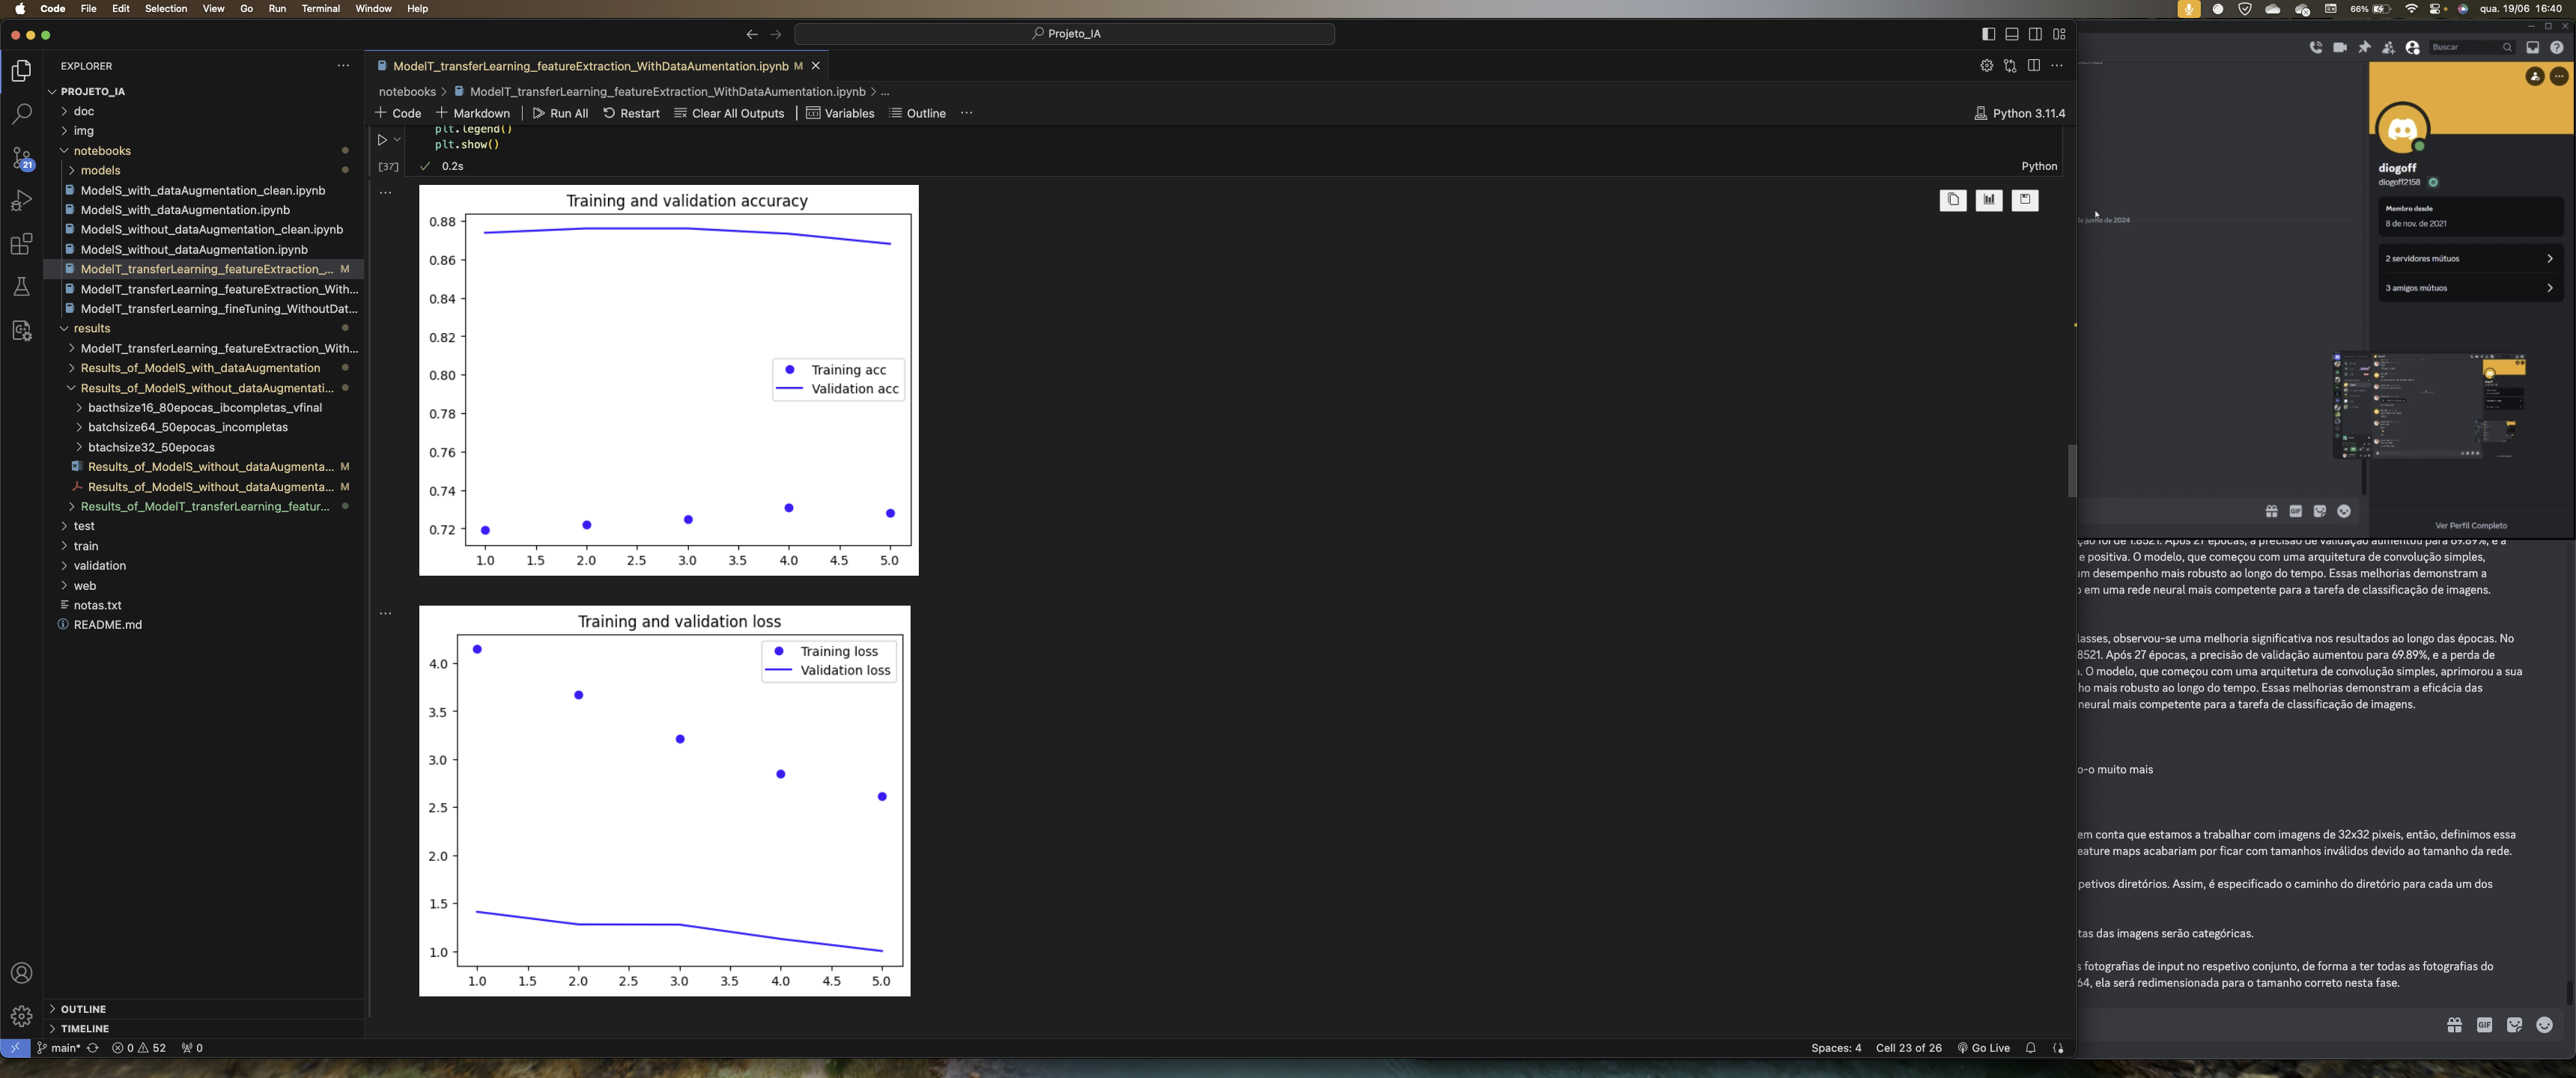 Code File Edit Selection View Go Run Terminal Window Help
66% qua. 19/06 16:40
Projeto_IA
EXPLORER
PROJETO_IA
doc
img
notebooks
models
ModelS_with_dataAugmentation_clean.ipynb
ModelS_with_dataAugmentation.ipynb
ModelS_without_dataAugmentation_clean.ipynb
ModelS_without_dataAugmentation.ipynb
ModelT_transferLearning_featureExtraction_... M
ModelT_transferLearning_featureExtraction_With...
ModelT_transferLearning_fineTuning_WithoutDat...
results
ModelT_transferLearning_featureExtraction_With...
Results_of_ModelS_with_dataAugmentation
Results_of_ModelS_without_dataAugmentati...
bacthsize16_80epocas_ibcompletas_vfinal
batchsize64_50epocas_incompletas
btachsize32_50epocas
Results_of_ModelS_without_dataAugmenta... M
Results_of_ModelS_without_dataAugmenta... M
Results_of_ModelT_transferLearning_featur...
test
train
validation
web
notas.txt
README.md
OUTLINE
TIMELINE
21
main* 0 52 0
ModelT_transferLearning_featureExtraction_WithDataAumentation.ipynb M
notebooks > ModelT_transferLearning_featureExtraction_WithDataAumentation.ipynb > ...
+ Code + Markdown Run All Restart Clear All Outputs Variables Outline ...
Python 3.11.4
plt.legend()
plt.show()
[37] 0.2s
Python
Training and validation accuracy
0.88
0.86
0.84
0.82
0.80
0.78
0.76
0.74
0.72
Training acc
Validation acc
1.0 1.5 2.0 2.5 3.0 3.5 4.0 4.5 5.0
Training and validation loss
Training loss
Validation loss
4.0
3.5
3.0
2.5
2.0
1.5
1.0
1.0 1.5 2.0 2.5 3.0 3.5 4.0 4.5 5.0
Spaces: 4 Cell 23 of 26 Go Live
Buscar
diogoff
diogoff2158
Membro desde
8 de nov. de 2021
2 servidores mútuos
3 amigos mútuos
de junho de 2024
GIF
Ver Perfil Completo
ção foi de 1.8521. Após 27 épocas, a precisão de validação aumentou para 69.89%, e a
e positiva. O modelo, que começou com uma arquitetura de convolução simples,
um desempenho mais robusto ao longo do tempo. Essas melhorias demonstram a
o em uma rede neural mais competente para a tarefa de classificação de imagens.
lasses, observou-se uma melhoria significativa nos resultados ao longo das épocas. No
8521. Após 27 épocas, a precisão de validação aumentou para 69.89%, e a perda de
. O modelo, que começou com uma arquitetura de convolução simples, aprimorou a sua
ho mais robusto ao longo do tempo. Essas melhorias demonstram a eficácia das
neural mais competente para a tarefa de classificação de imagens.
o-o muito mais
em conta que estamos a trabalhar com imagens de 32x32 pixeis, então, definimos essa
eature maps acabariam por ficar com tamanhos inválidos devido ao tamanho da rede.
petivos diretórios. Assim, é especificado o caminho do diretório para cada um dos
tas das imagens serão categóricas.
s fotografias de input no respetivo conjunto, de forma a ter todas as fotografias do
64, ela será redimensionada para o tamanho correto nesta fase.
GIF